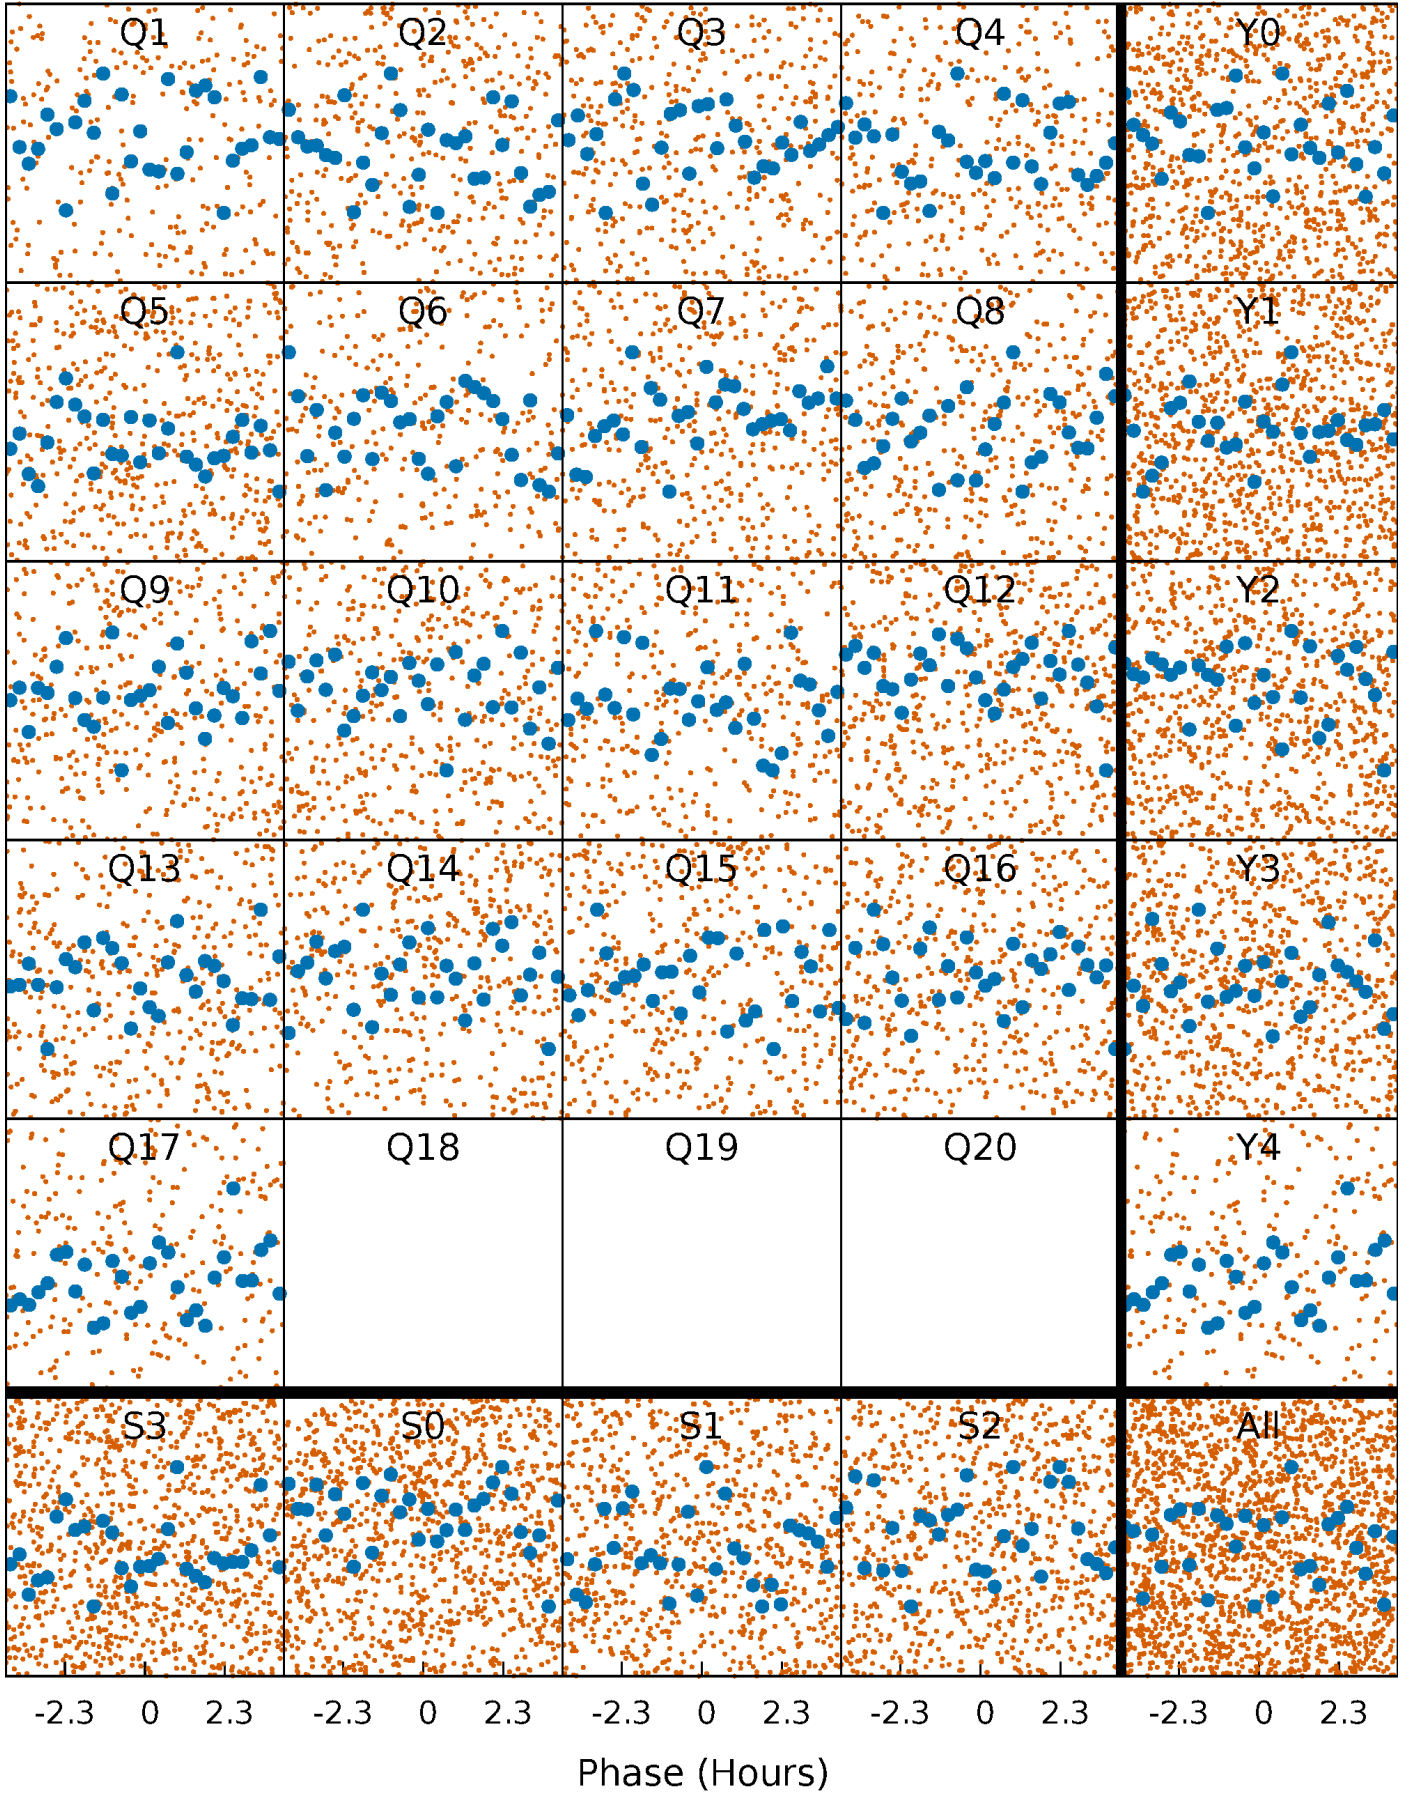 Q1 Q2 Q3 Q4 Y0
Q5 Q6 Q7 Q8 Y1
Q9 Q10 Q11 Q12 Y2
Q13 Q14 Q15 Q16 Y3
Q17 Q18 Q19 Q20 Y4
S3 S0 S1 S2 All
-2.3 0 2.3 -2.3 0 2.3 -2.3 0 2.3 -2.3 0 2.3 -2.3 0 2.3
Phase (Hours)